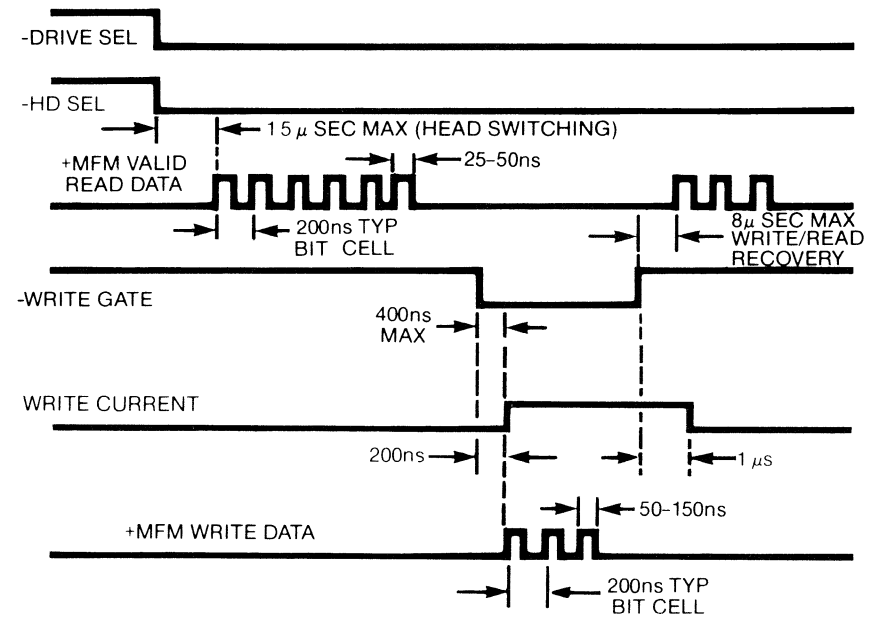 -DRIVE SEL
-HD SEL
15 μ SEC MAX (HEAD SWITCHING)
+MFM VALID
READ DATA
25-50ns
200ns TYP
BIT CELL
8μ SEC MAX
WRITE/READ
RECOVERY
-WRITE GATE
400ns
MAX
WRITE CURRENT
200ns
1 μs
50-150ns
+MFM WRITE DATA
200ns TYP
BIT CELL